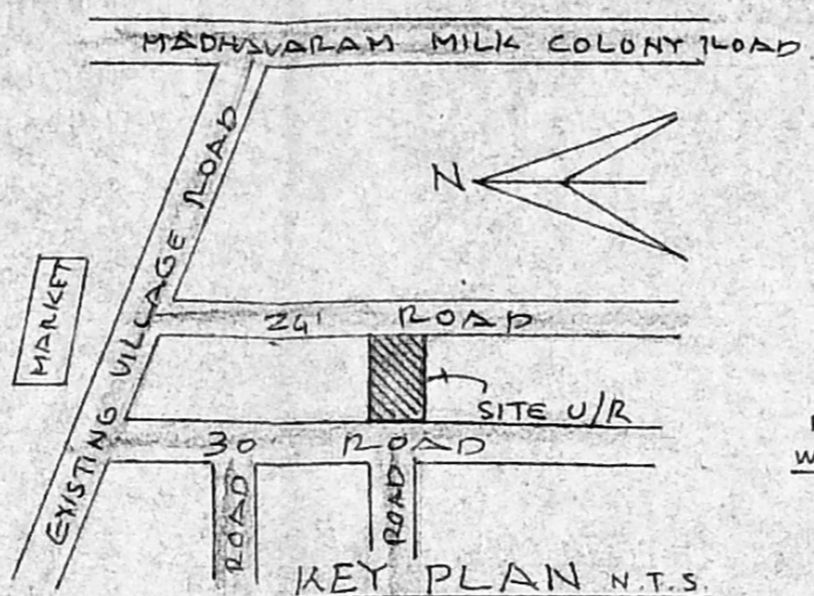 MADHAVARAM MILK COLONY ROAD
EXISTING VILLAGE ROAD
N
MARKET
24' ROAD
SITE U/R
30 ROAD
ROAD
ROAD
KEY PLAN N.T.S.